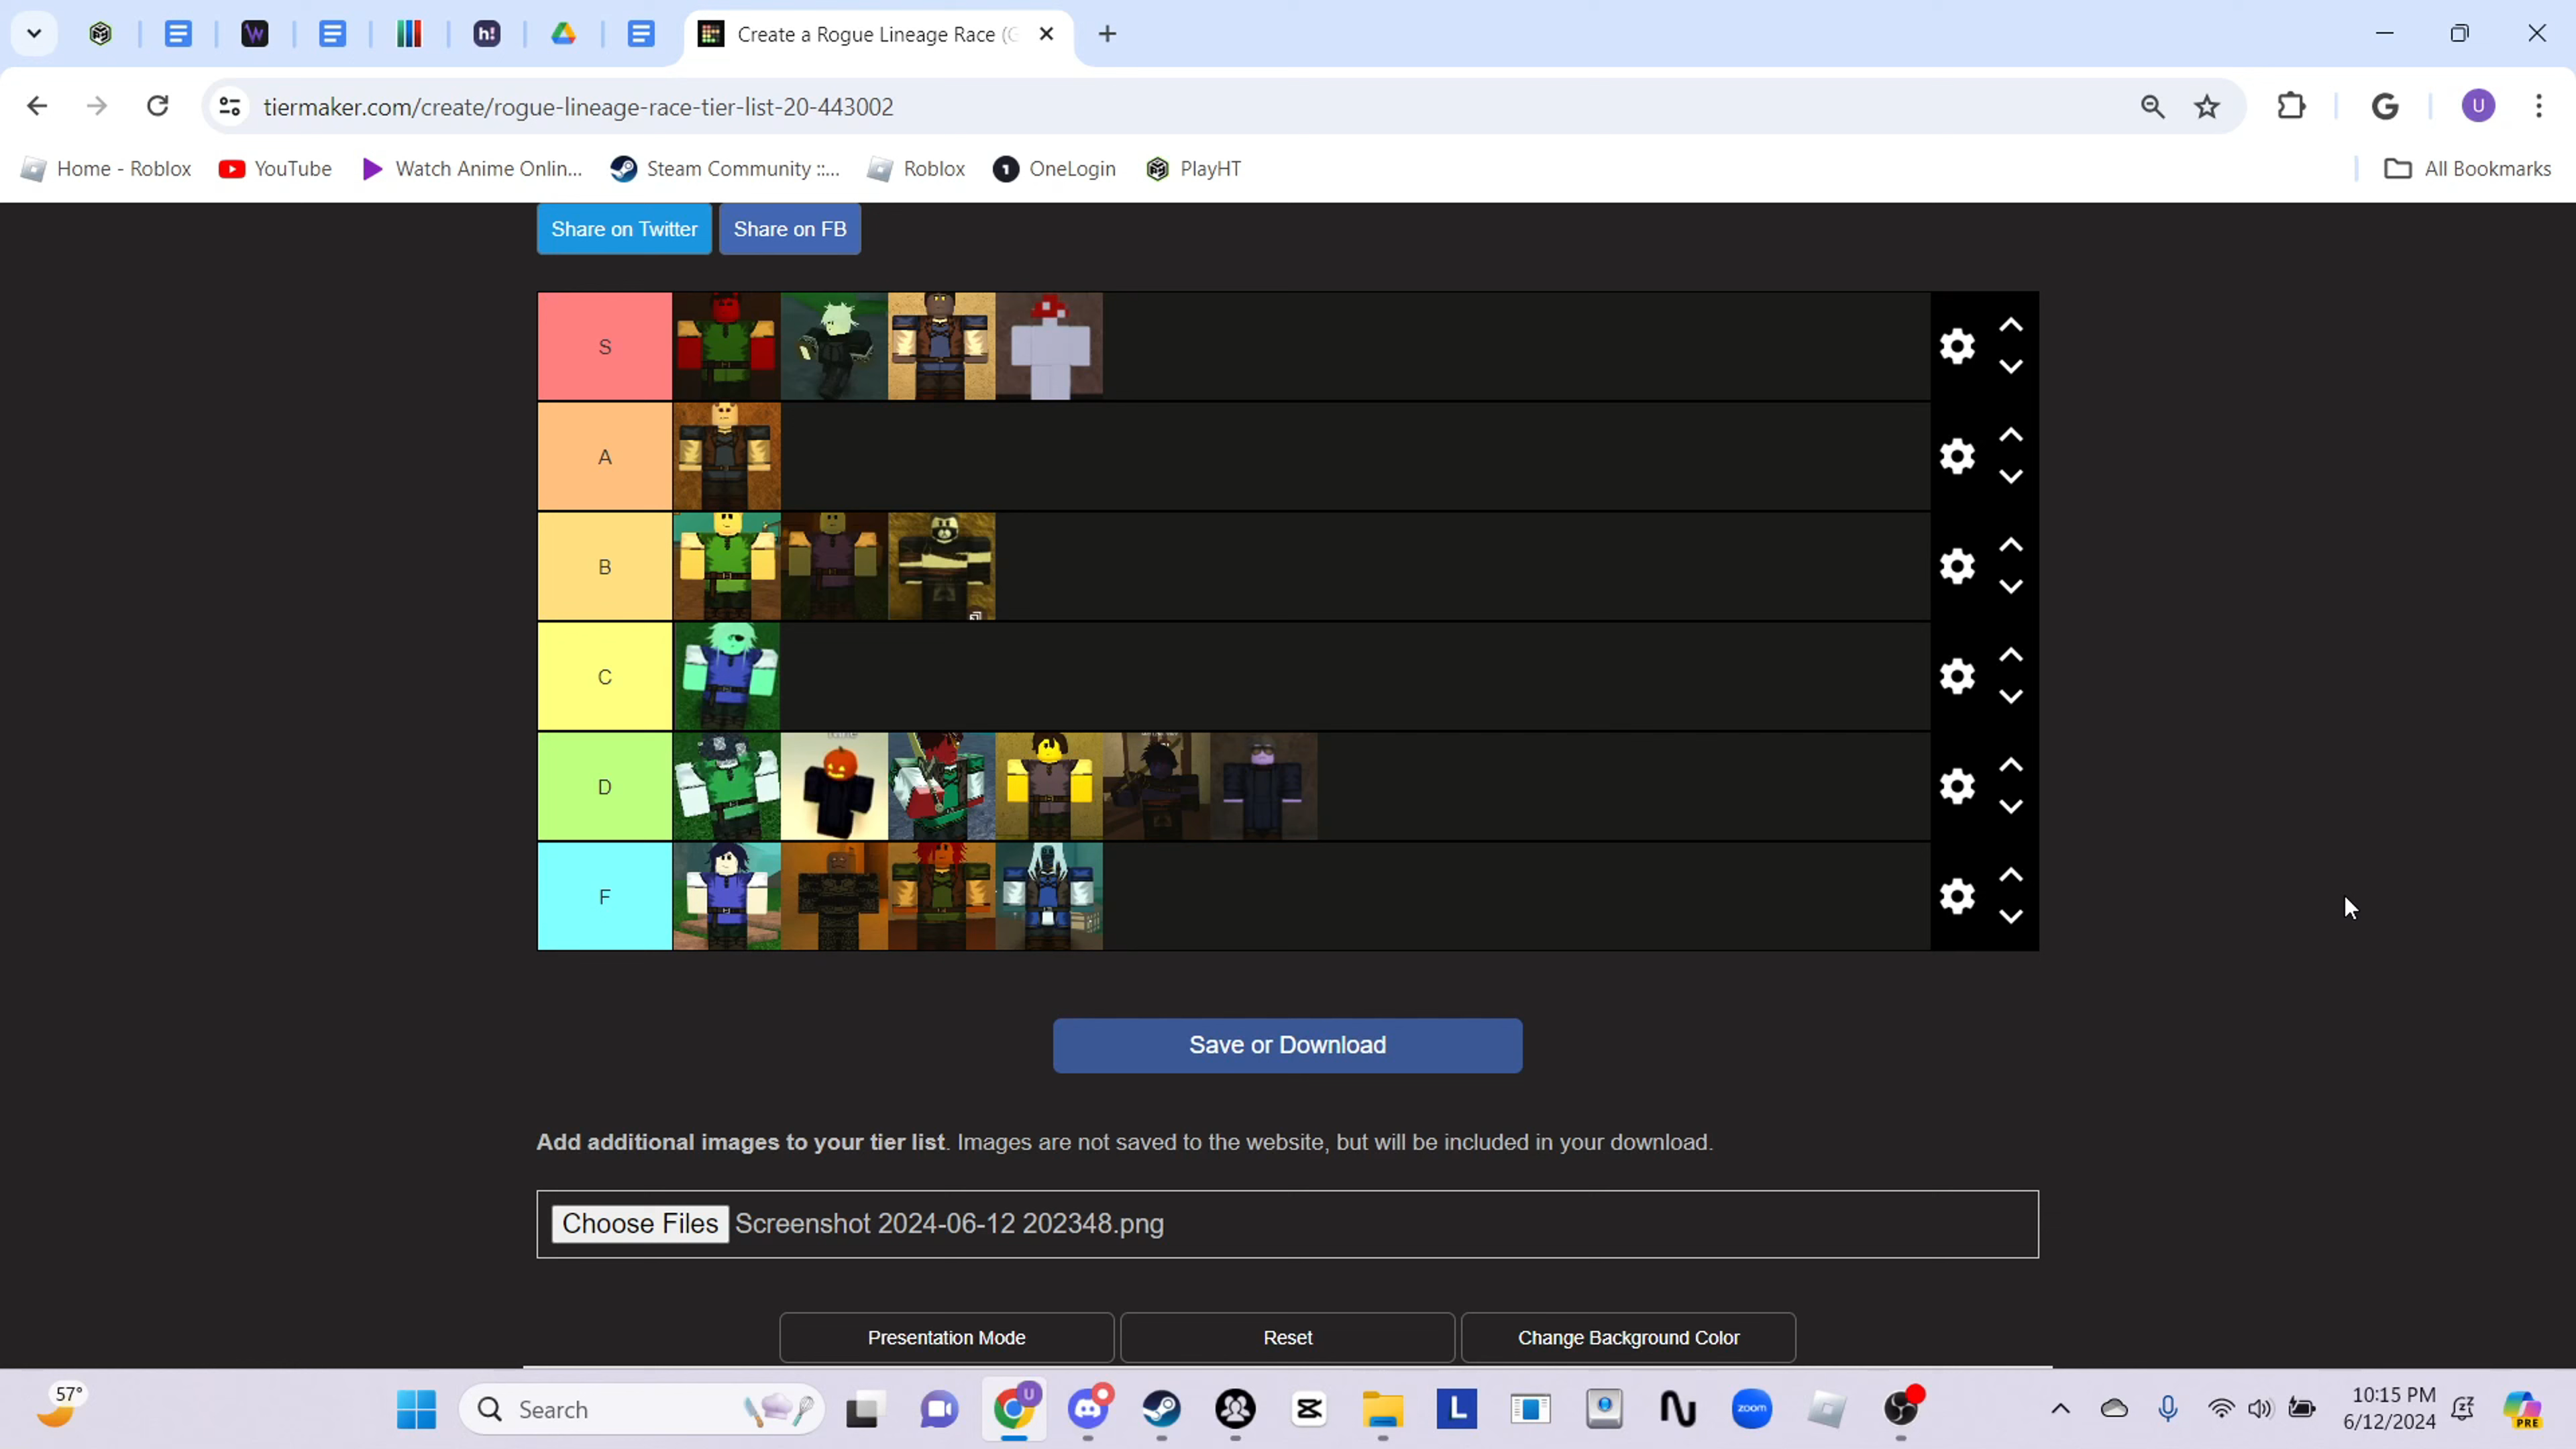 Create a Rogue Lineage Race (G
tiermaker.com/create/rogue-lineage-race-tier-list-20-443002
U
Home - Roblox
YouTube
Watch Anime Onlin...
Steam Community ::...
Roblox
OneLogin
PlayHT
All Bookmarks
Share on Twitter
Share on FB
S
A
B
C
D
F
Save or Download
Add additional images to your tier list. Images are not saved to the website, but will be included in your download.
Choose Files Screenshot 2024-06-12 202348.png
Presentation Mode
Reset
Change Background Color
57°
Search
U
L
zoom
10:15 PM
6/12/2024
PRE